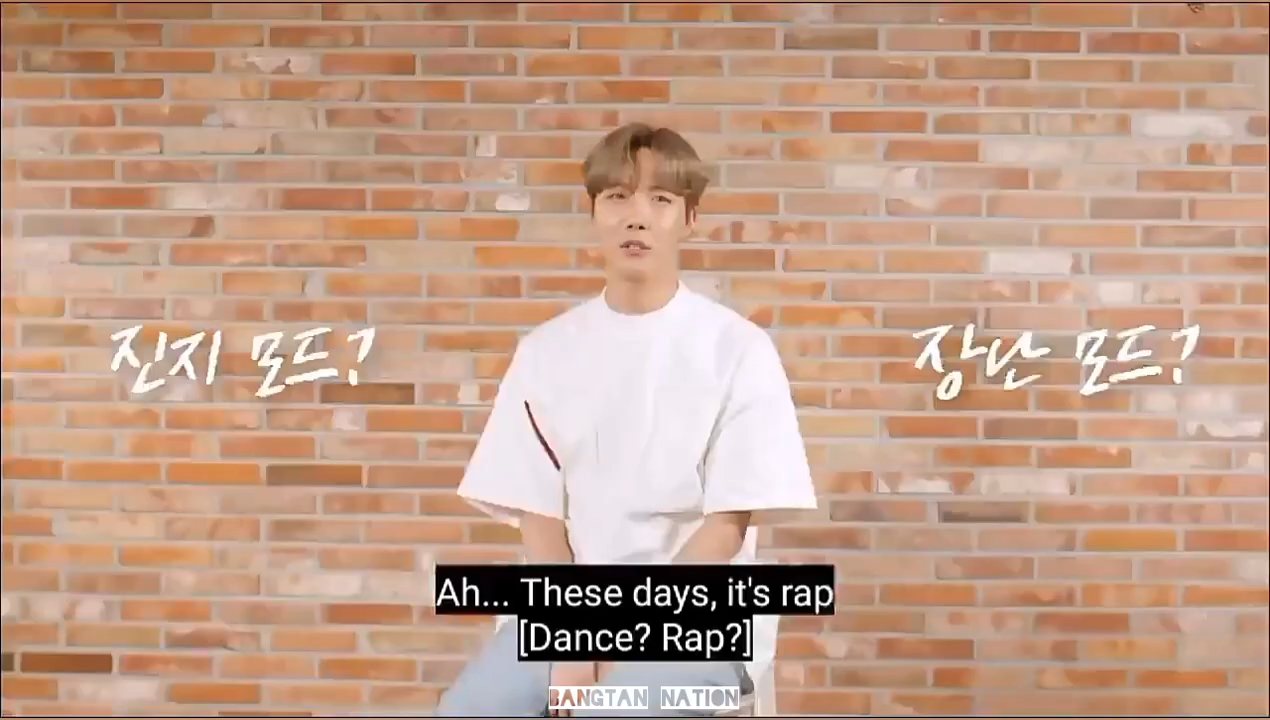 진지 모드?
장난 모드?
Ah... These days, it's rap
[Dance? Rap?]
BANGTAN NATION